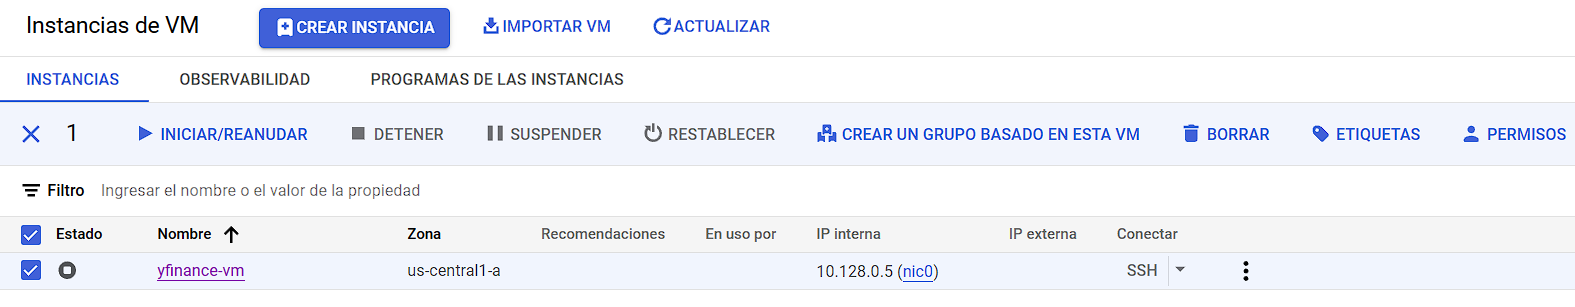 Instancias de VM CREAR INSTANCIA IMPORTAR VM ACTUALIZAR
INSTANCIAS OBSERVABILIDAD PROGRAMAS DE LAS INSTANCIAS
1 INICIAR/REANUDAR DETENER SUSPENDER RESTABLECER CREAR UN GRUPO BASADO EN ESTA VM BORRAR ETIQUETAS PERMISOS
Filtro Ingresar el nombre o el valor de la propiedad
Estado Nombre Zona Recomendaciones En uso por IP interna IP externa Conectar
yfinance-vm us-central1-a 10.128.0.5 (nic0) SSH